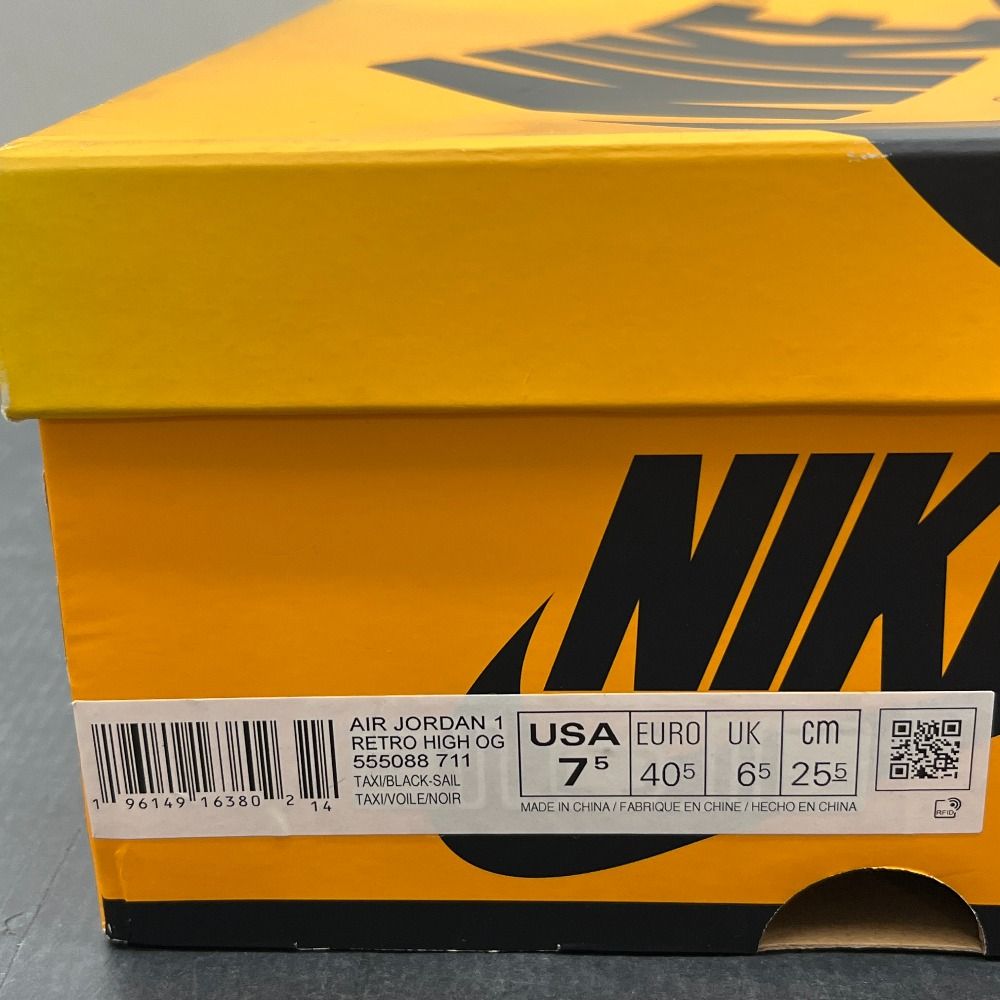 NIK
AIR JORDAN 1
RETRO HIGH OG
555088 711
TAXI/BLACK-SAIL
TAXI/VOILE/NOIR
1 96149 16380 2 14
USA EURO UK cm
7⁵ 40⁵ 6⁵ 25⁵
MADE IN CHINA / FABRIQUE EN CHINE / HECHO EN CHINA
RFID